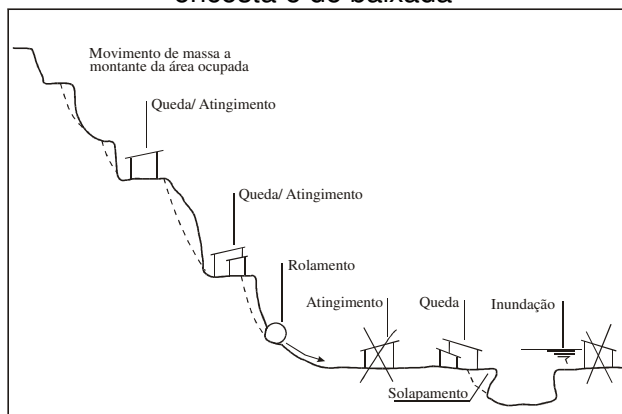 encosta e de baixada
Movimento de massa a
montante da área ocupada
Queda/ Atingimento
Queda/ Atingimento
Rolamento
Atingimento
Queda
Inundação
Solapamento